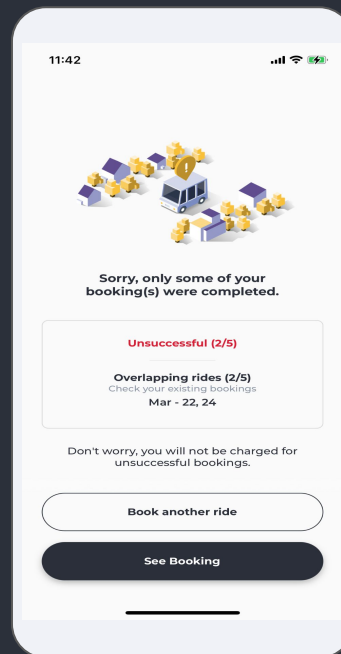 11:42
Sorry, only some of your
booking(s) were completed.
Unsuccessful (2/5)
Overlapping rides (2/5)
Check your existing bookings
Mar - 22, 24
Don't worry, you will not be charged for
unsuccessful bookings.
Book another ride
See Booking